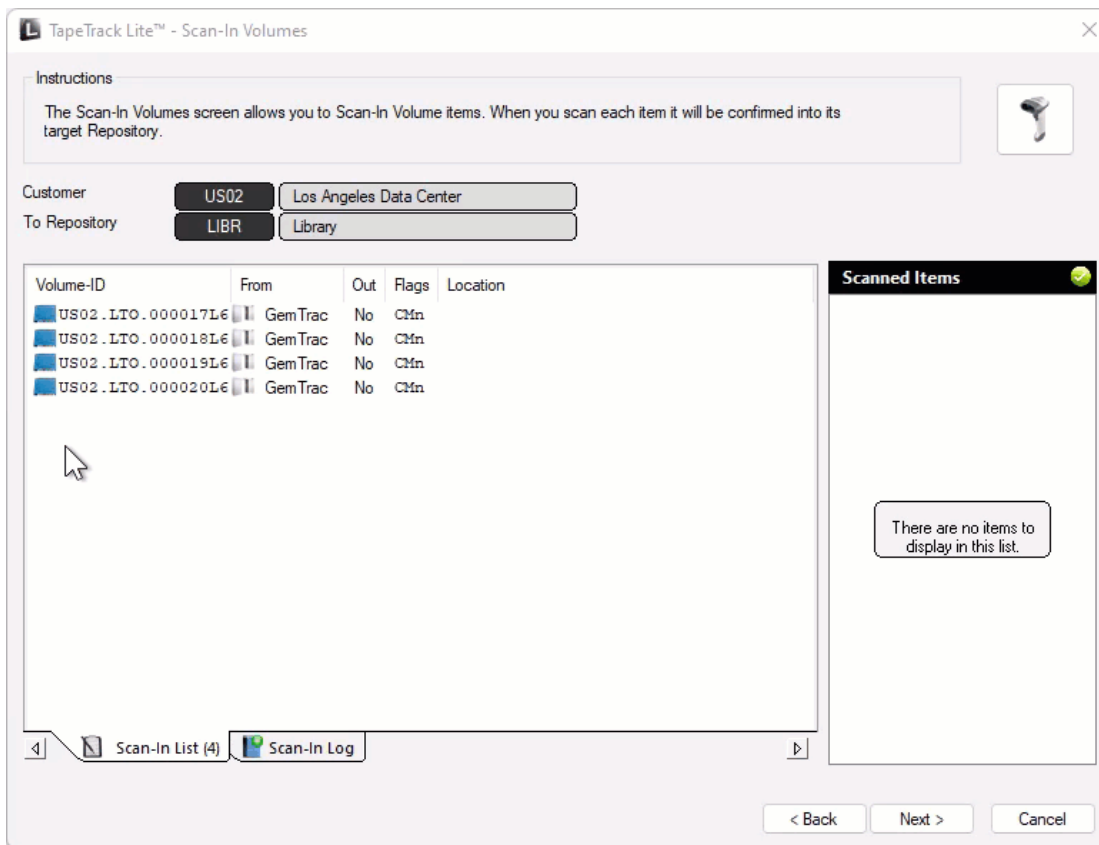 TapeTrack Lite™ - Scan-In Volumes
Instructions
The Scan-In Volumes screen allows you to Scan-In Volume items. When you scan each item it will be confirmed into its
target Repository.
Customer US02 Los Angeles Data Center
To Repository LIBR Library
Volume-ID From Out Flags Location
US02.LTO.000017L6 GemTrac No CMn
US02.LTO.000018L6 GemTrac No CMn
US02.LTO.000019L6 GemTrac No CMn
US02.LTO.000020L6 GemTrac No CMn
Scanned Items
There are no items to
display in this list.
Scan-In List (4) Scan-In Log
< Back Next > Cancel